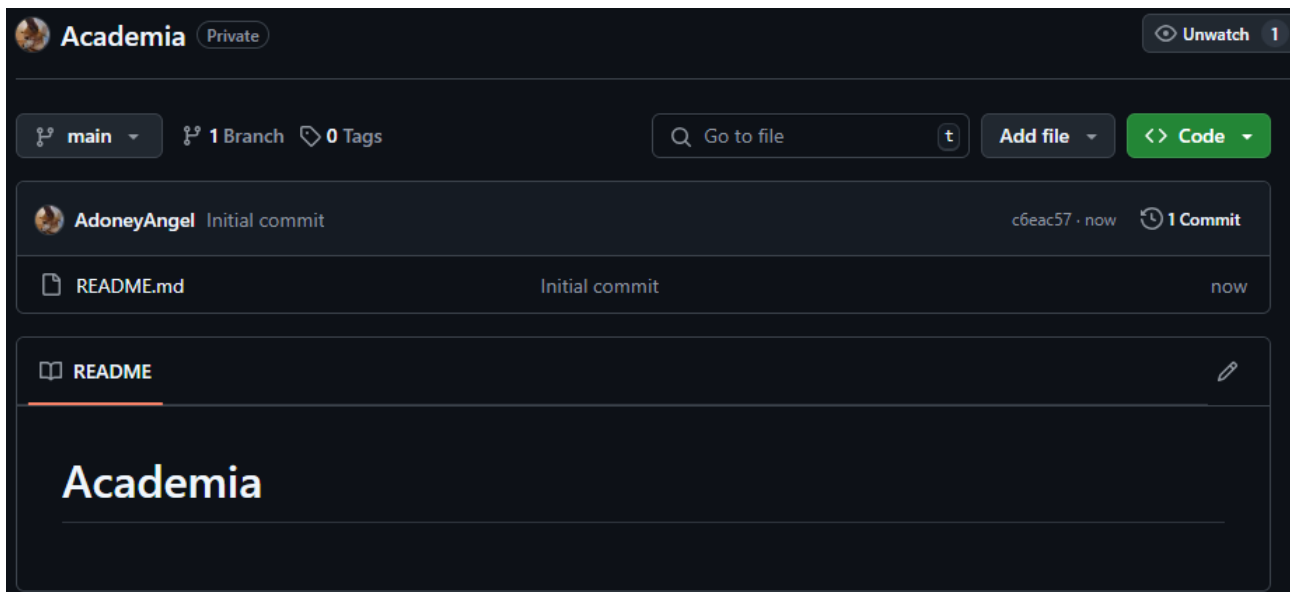 Academia Private Unwatch 1
main 1 Branch 0 Tags Go to file t Add file Code
AdoneyAngel Initial commit c6eac57 · now 1 Commit
README.md Initial commit now
README
Academia